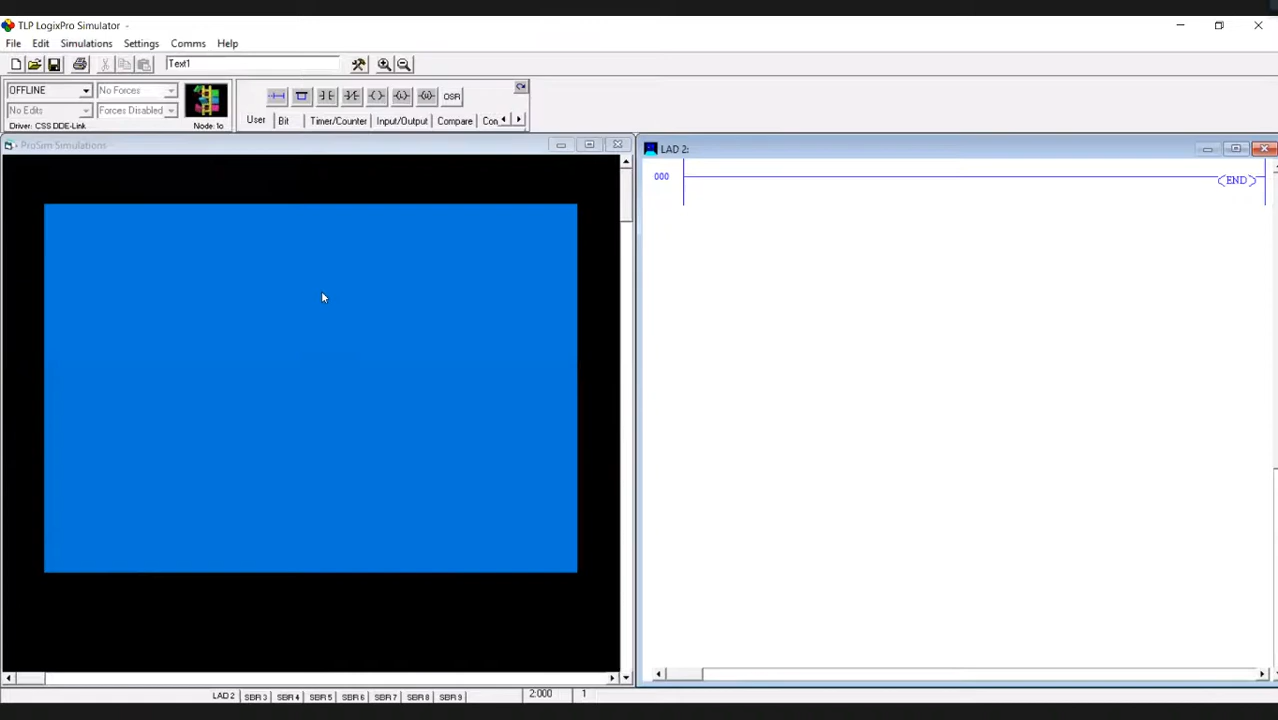 TLP LogixPro Simulator -
File Edit Simulations Settings Comms Help
Text1
OFFLINE No Forces
No Edits Forces Disabled
Driver: CSS DDE-Link Node: 1o
OSR
User Bit Timer/Counter Input/Output Compare Con
ProSim Simulations
LAD 2:
000 END
LAD 2 SBR 3 SBR 4 SBR 5 SBR 6 SBR 7 SBR 8 SBR 9 2:000 1